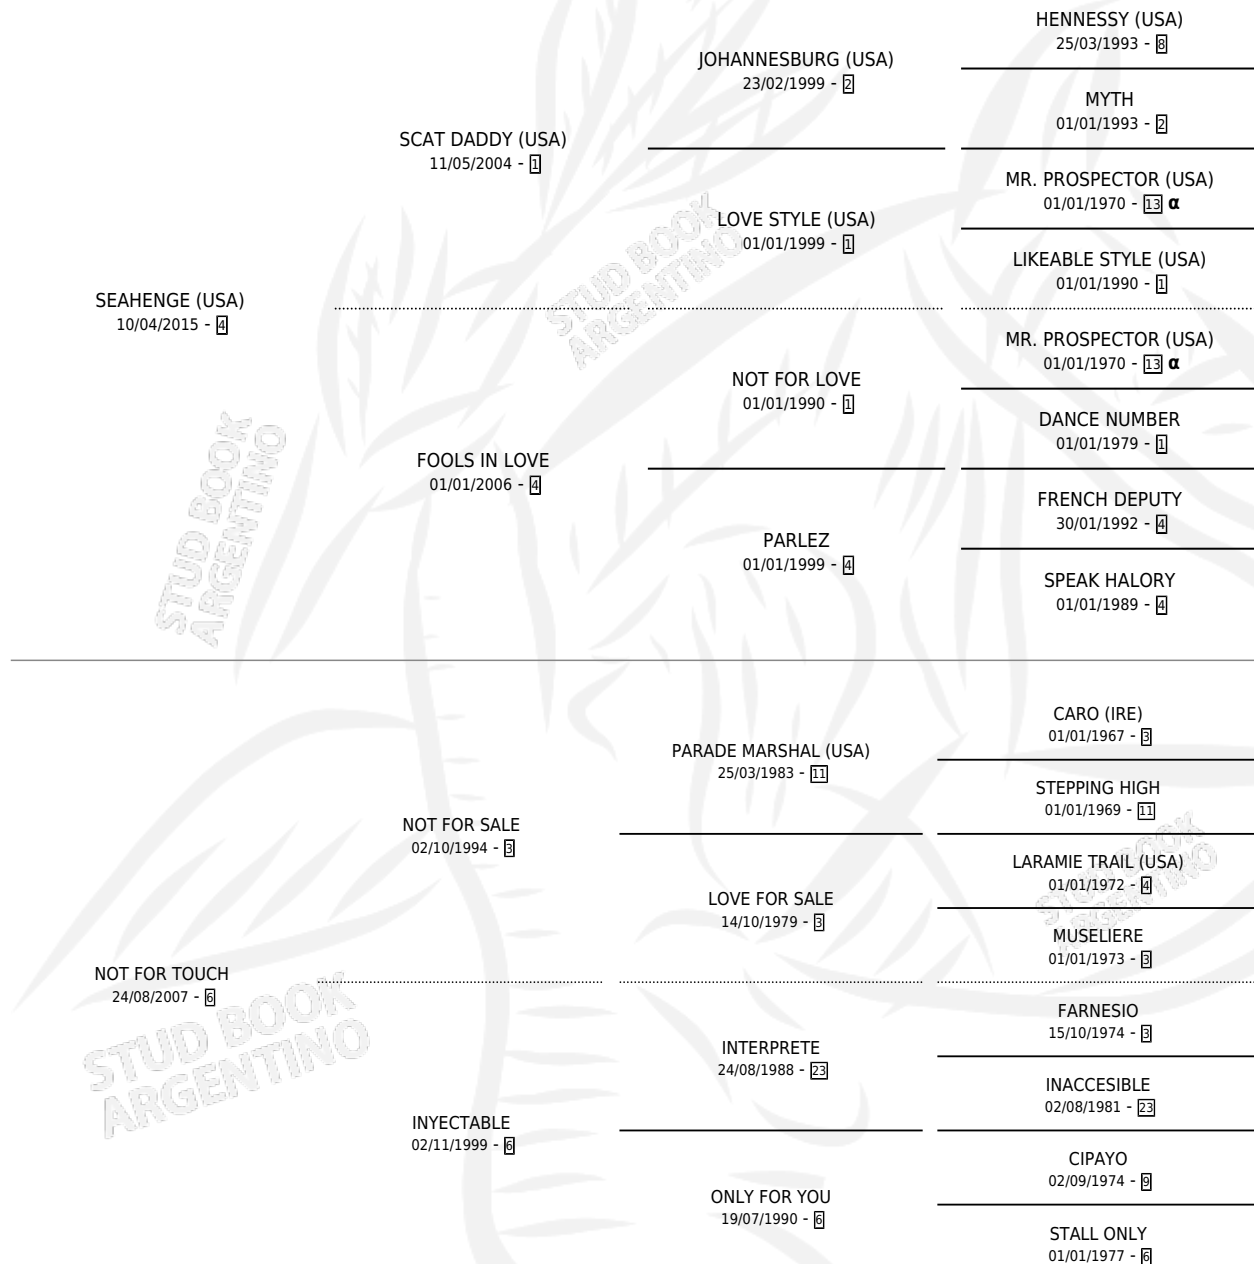 HENNESSY (USA)
25/03/1993 - 8
JOHANNESBURG (USA)
23/02/1999 - 2
MYTH
01/01/1993 - 2
SCAT DADDY (USA)
11/05/2004 - 1
MR. PROSPECTOR (USA)
01/01/1970 - 13 α
LOVE STYLE (USA)
01/01/1999 - 1
LIKEABLE STYLE (USA)
01/01/1990 - 1
STUD BOOK
ARGENTINO
SEAHENGE (USA)
10/04/2015 - 4
MR. PROSPECTOR (USA)
01/01/1970 - 13 α
NOT FOR LOVE
01/01/1990 - 1
DANCE NUMBER
01/01/1979 - 1
FOOLS IN LOVE
01/01/2006 - 4
FRENCH DEPUTY
30/01/1992 - 4
PARLEZ
01/01/1999 - 4
SPEAK HALORY
01/01/1989 - 4
STUD BOOK
ARGENTINO
CARO (IRE)
01/01/1967 - 3
PARADE MARSHAL (USA)
25/03/1983 - 11
STEPPING HIGH
01/01/1969 - 11
NOT FOR SALE
02/10/1994 - 3
LARAMIE TRAIL (USA)
01/01/1972 - 4
LOVE FOR SALE
14/10/1979 - 3
MUSELIERE
01/01/1973 - 3
STUD BOOK
ARGENTINO
NOT FOR TOUCH
24/08/2007 - 6
FARNESIO
15/10/1974 - 3
INTERPRETE
24/08/1988 - 23
INACCESIBLE
02/08/1981 - 23
INYECTABLE
02/11/1999 - 6
CIPAYO
02/09/1974 - 9
ONLY FOR YOU
19/07/1990 - 6
STALL ONLY
01/01/1977 - 6
STUD BOOK
ARGENTINO